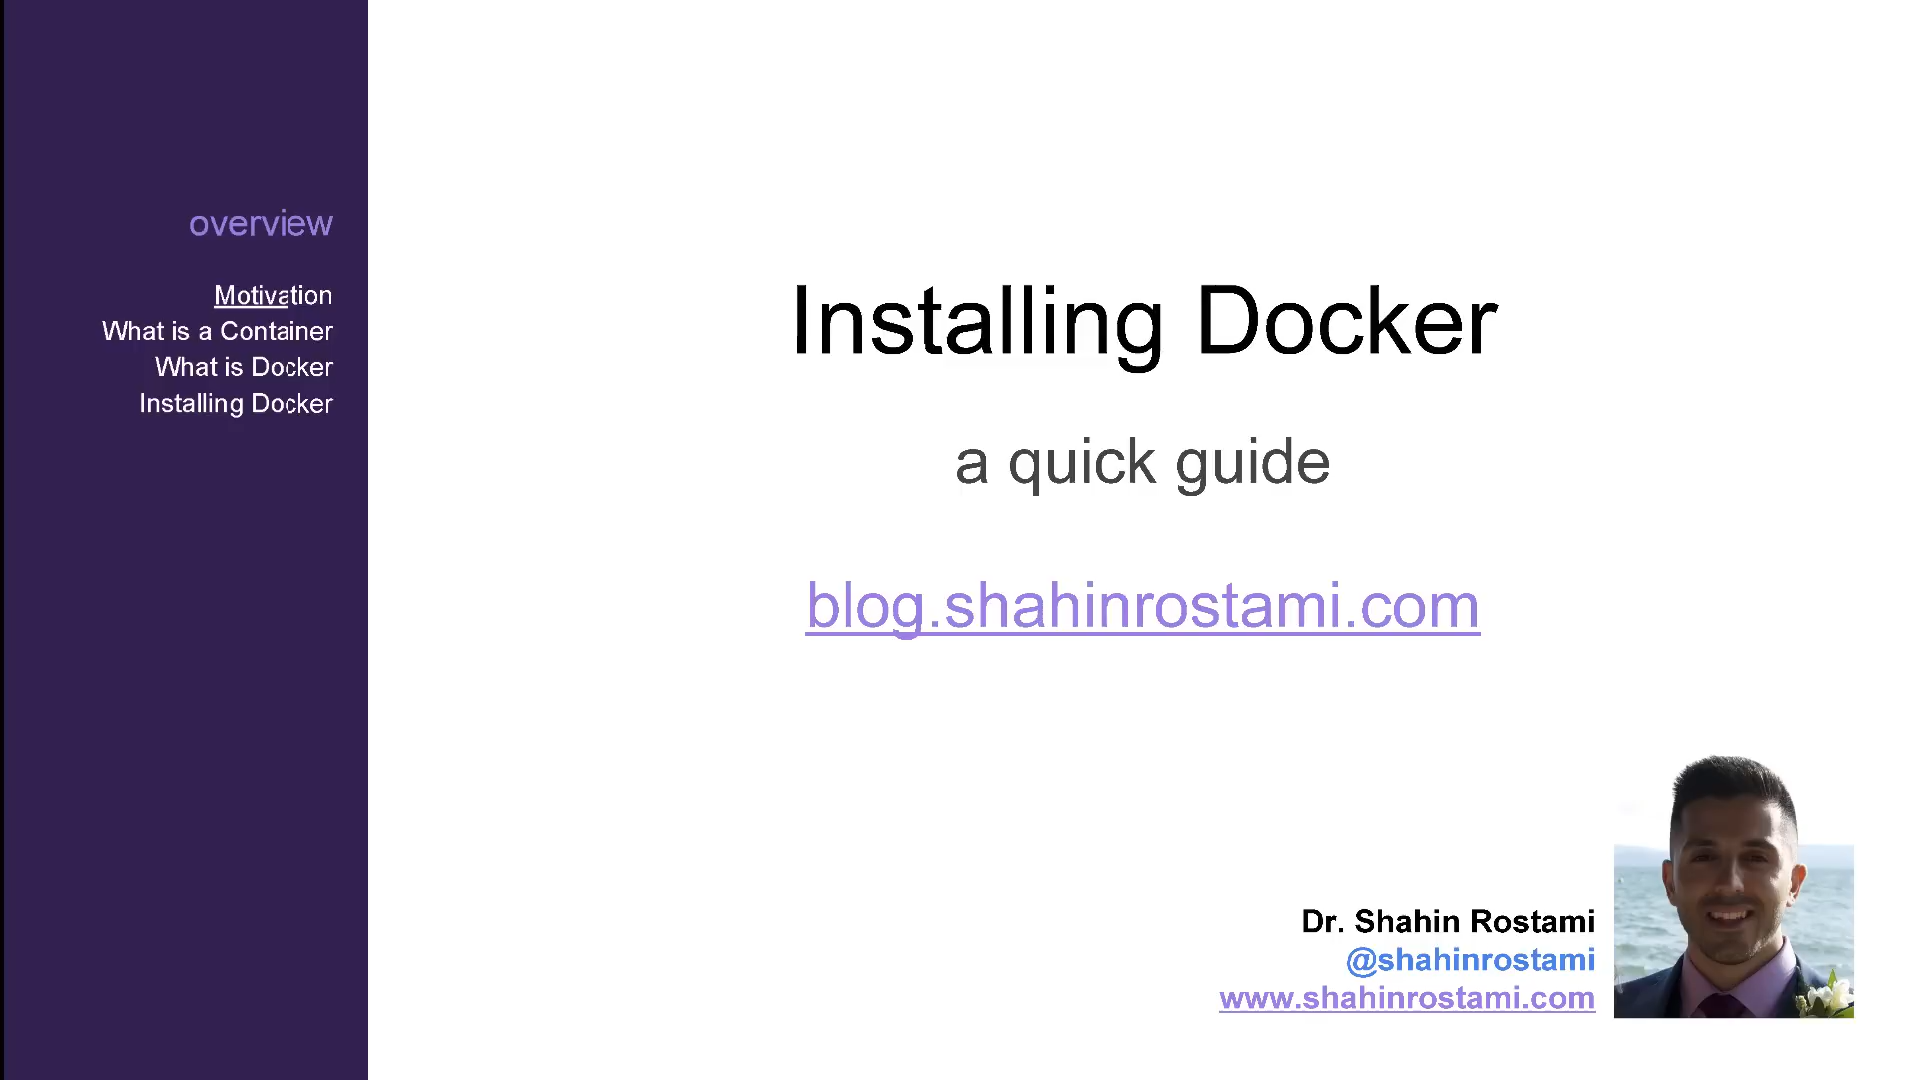 overview
Motivation
What is a Container
What is Docker
Installing Docker
Installing Docker
a quick guide
blog.shahinrostami.com
Dr. Shahin Rostami
@shahinrostami
www.shahinrostami.com